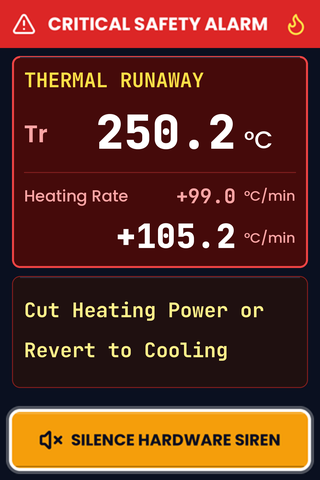 CRITICAL SAFETY ALARM
THERMAL RUNAWAY
Tr 250.2 °C
Heating Rate +99.0 °C/min
+105.2 °C/min
Cut Heating Power or
Revert to Cooling
SILENCE HARDWARE SIREN